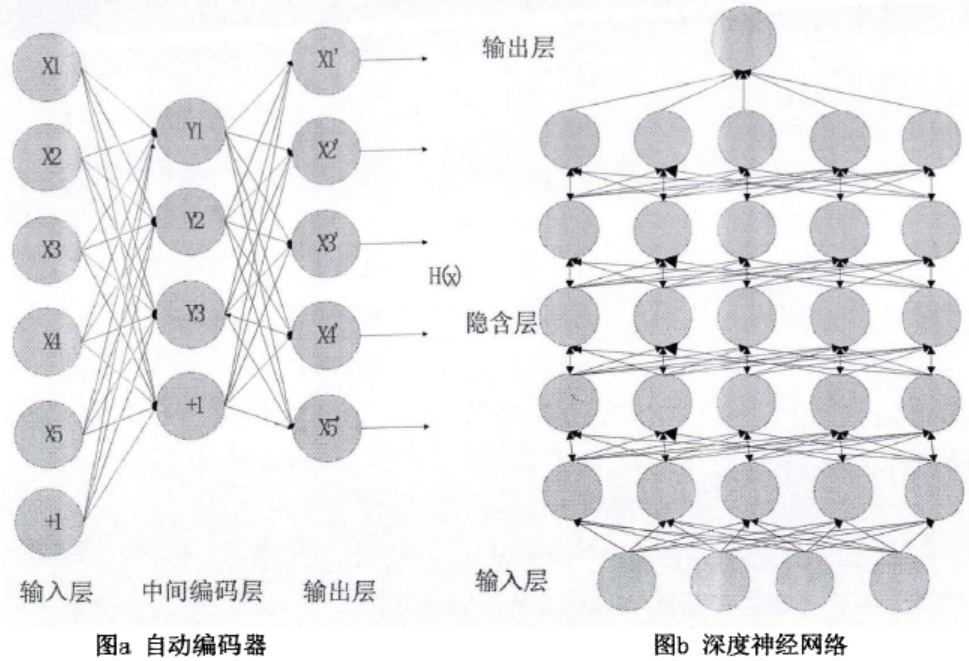 X1
X2
X3
X4
X5
+1
Y1
Y2
Y3
+1
X1'
X2'
X3'
X4'
X5'
H(x)
输入层 中间编码层 输出层
图a 自动编码器
输出层
隐含层
输入层
图b 深度神经网络